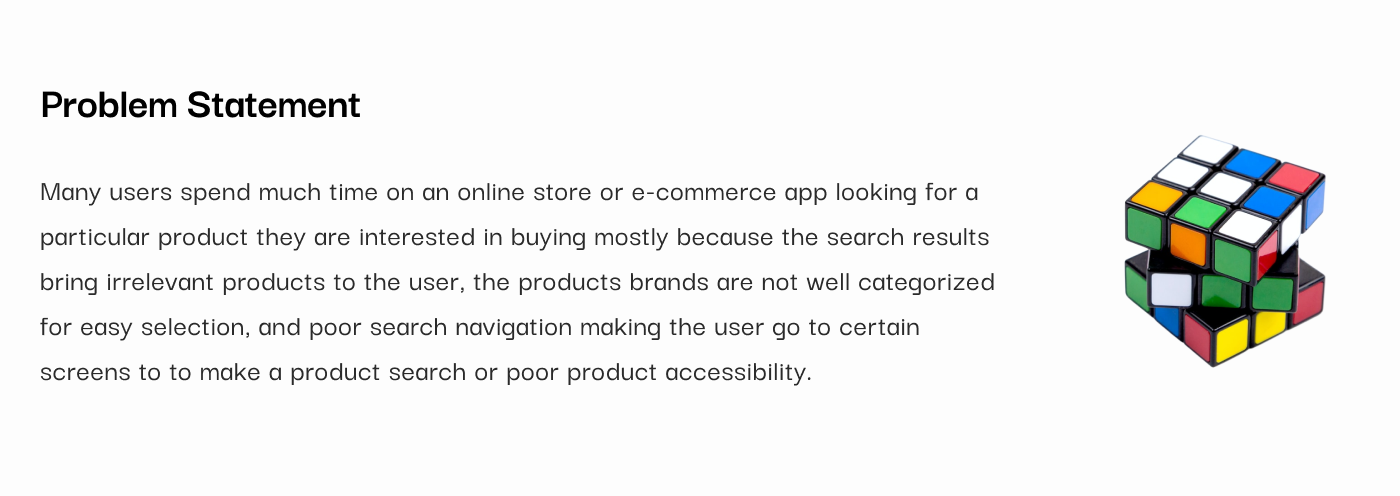 Problem Statement
Many users spend much time on an online store or e-commerce app looking for a
particular product they are interested in buying mostly because the search results
bring irrelevant products to the user, the products brands are not well categorized
for easy selection, and poor search navigation making the user go to certain
screens to to make a product search or poor product accessibility.